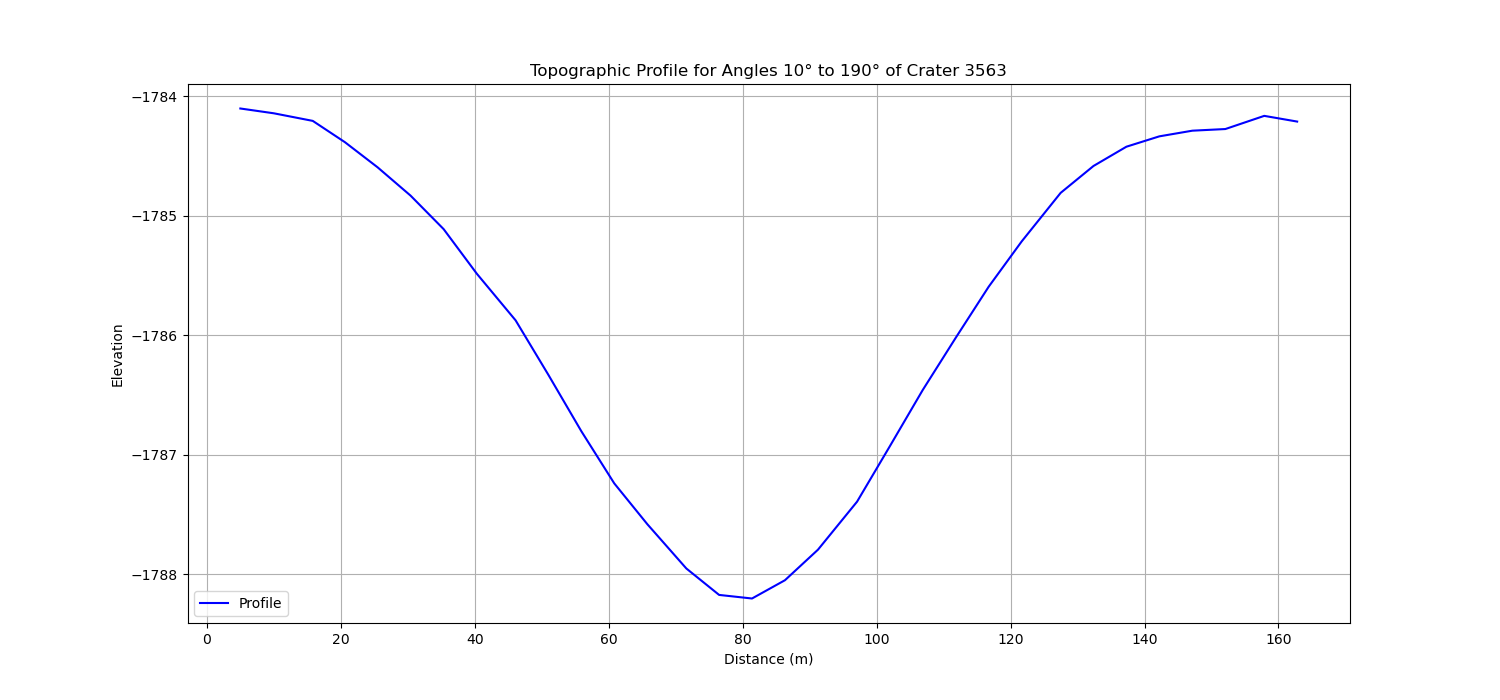 Topographic Profile for Angles 10° to 190° of Crater 3563
−1784
−1785
−1786
−1787
−1788
Elevation
Profile
0 20 40 60 80 100 120 140 160
Distance (m)